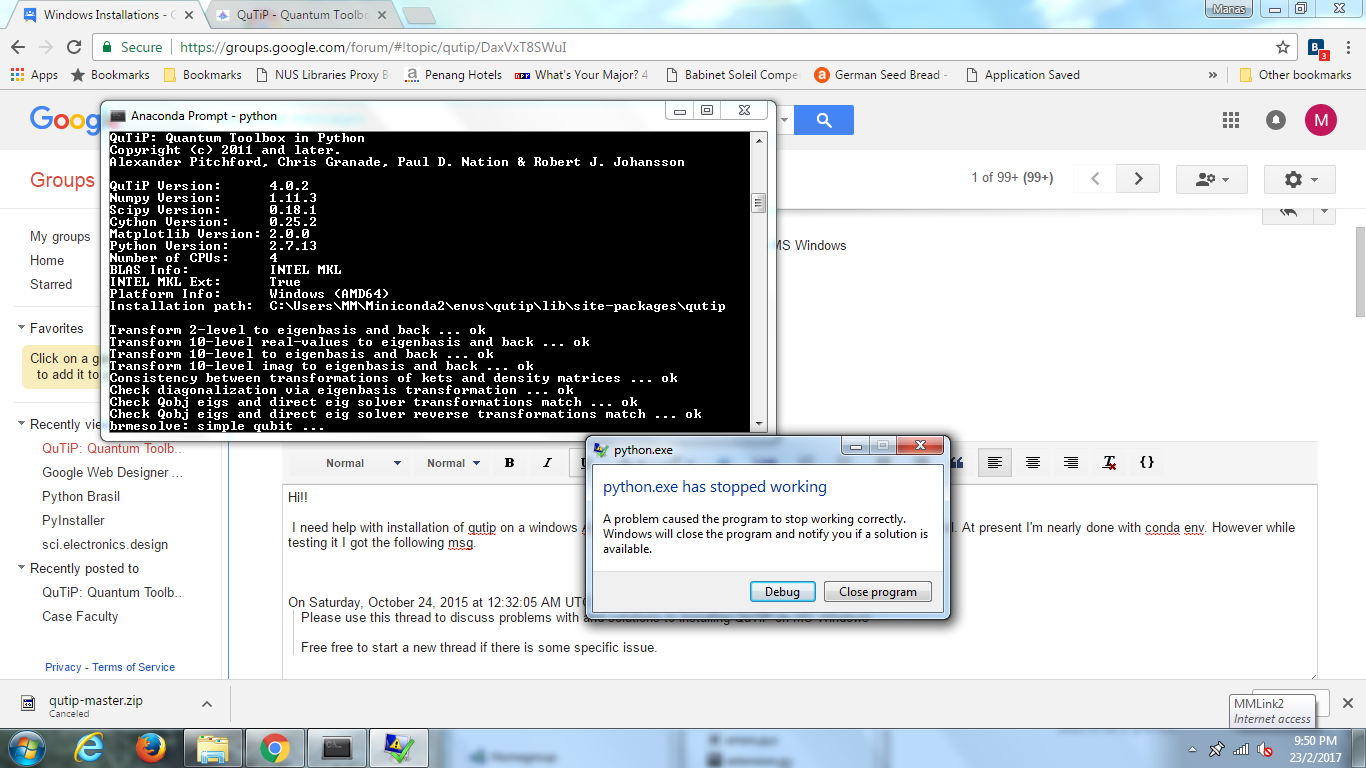 Windows Installations - G
QuTiP - Quantum Toolbo
Manas
Secure
https://groups.google.com/forum/#!topic/qutip/DaxVxT8SWuI
3
Apps
Bookmarks
Bookmarks
NUS Libraries Proxy B
Penang Hotels
What's Your Major? 4
Babinet Soleil Compe
German Seed Bread -
Application Saved
»
Other bookmarks
Goog
M
Groups
1 of 99+ (99+)
My groups
Home
Starred
Favorites
Click on a g
to add it to
Recently vie
QuTiP: Quantum Toolb…
Google Web Designer …
Python Brasil
PyInstaller
sci.electronics.design
Recently posted to
QuTiP: Quantum Toolb…
Case Faculty
Privacy - Terms of Service
MS Windows
Anaconda Prompt - python
QuTiP: Quantum Toolbox in Python
Copyright (c) 2011 and later.
Alexander Pitchford, Chris Granade, Paul D. Nation & Robert J. Johansson
QuTiP Version: 4.0.2
Numpy Version: 1.11.3
Scipy Version: 0.18.1
Cython Version: 0.25.2
Matplotlib Version: 2.0.0
Python Version: 2.7.13
Number of CPUs: 4
BLAS Info: INTEL MKL
INTEL MKL Ext: True
Platform Info: Windows (AMD64)
Installation path: C:\Users\MM\Miniconda2\envs\qutip\lib\site-packages\qutip
Transform 2-level to eigenbasis and back ... ok
Transform 10-level real-values to eigenbasis and back ... ok
Transform 10-level to eigenbasis and back ... ok
Transform 10-level imag to eigenbasis and back ... ok
Consistency between transformations of kets and density matrices ... ok
Check diagonalization via eigenbasis transformation ... ok
Check Qobj eigs and direct eig solver transformations match ... ok
Check Qobj eigs and direct eig solver reverse transformations match ... ok
brmesolve: simple qubit ...
Normal
Normal
B
I
U
{}
Hi!!
I need help with installation of qutip on a windows
l. At present I'm nearly done with conda env. However while
testing it I got the following msg.
On Saturday, October 24, 2015 at 12:32:05 AM UT
Please use this thread to discuss problems with and solutions to installing QuTiP on MS Windows
Free free to start a new thread if there is some specific issue.
python.exe
python.exe has stopped working
A problem caused the program to stop working correctly.
Windows will close the program and notify you if a solution is
available.
Debug
Close program
qutip-master.zip
Canceled
MMLink2
Internet access
9:50 PM
23/2/2017